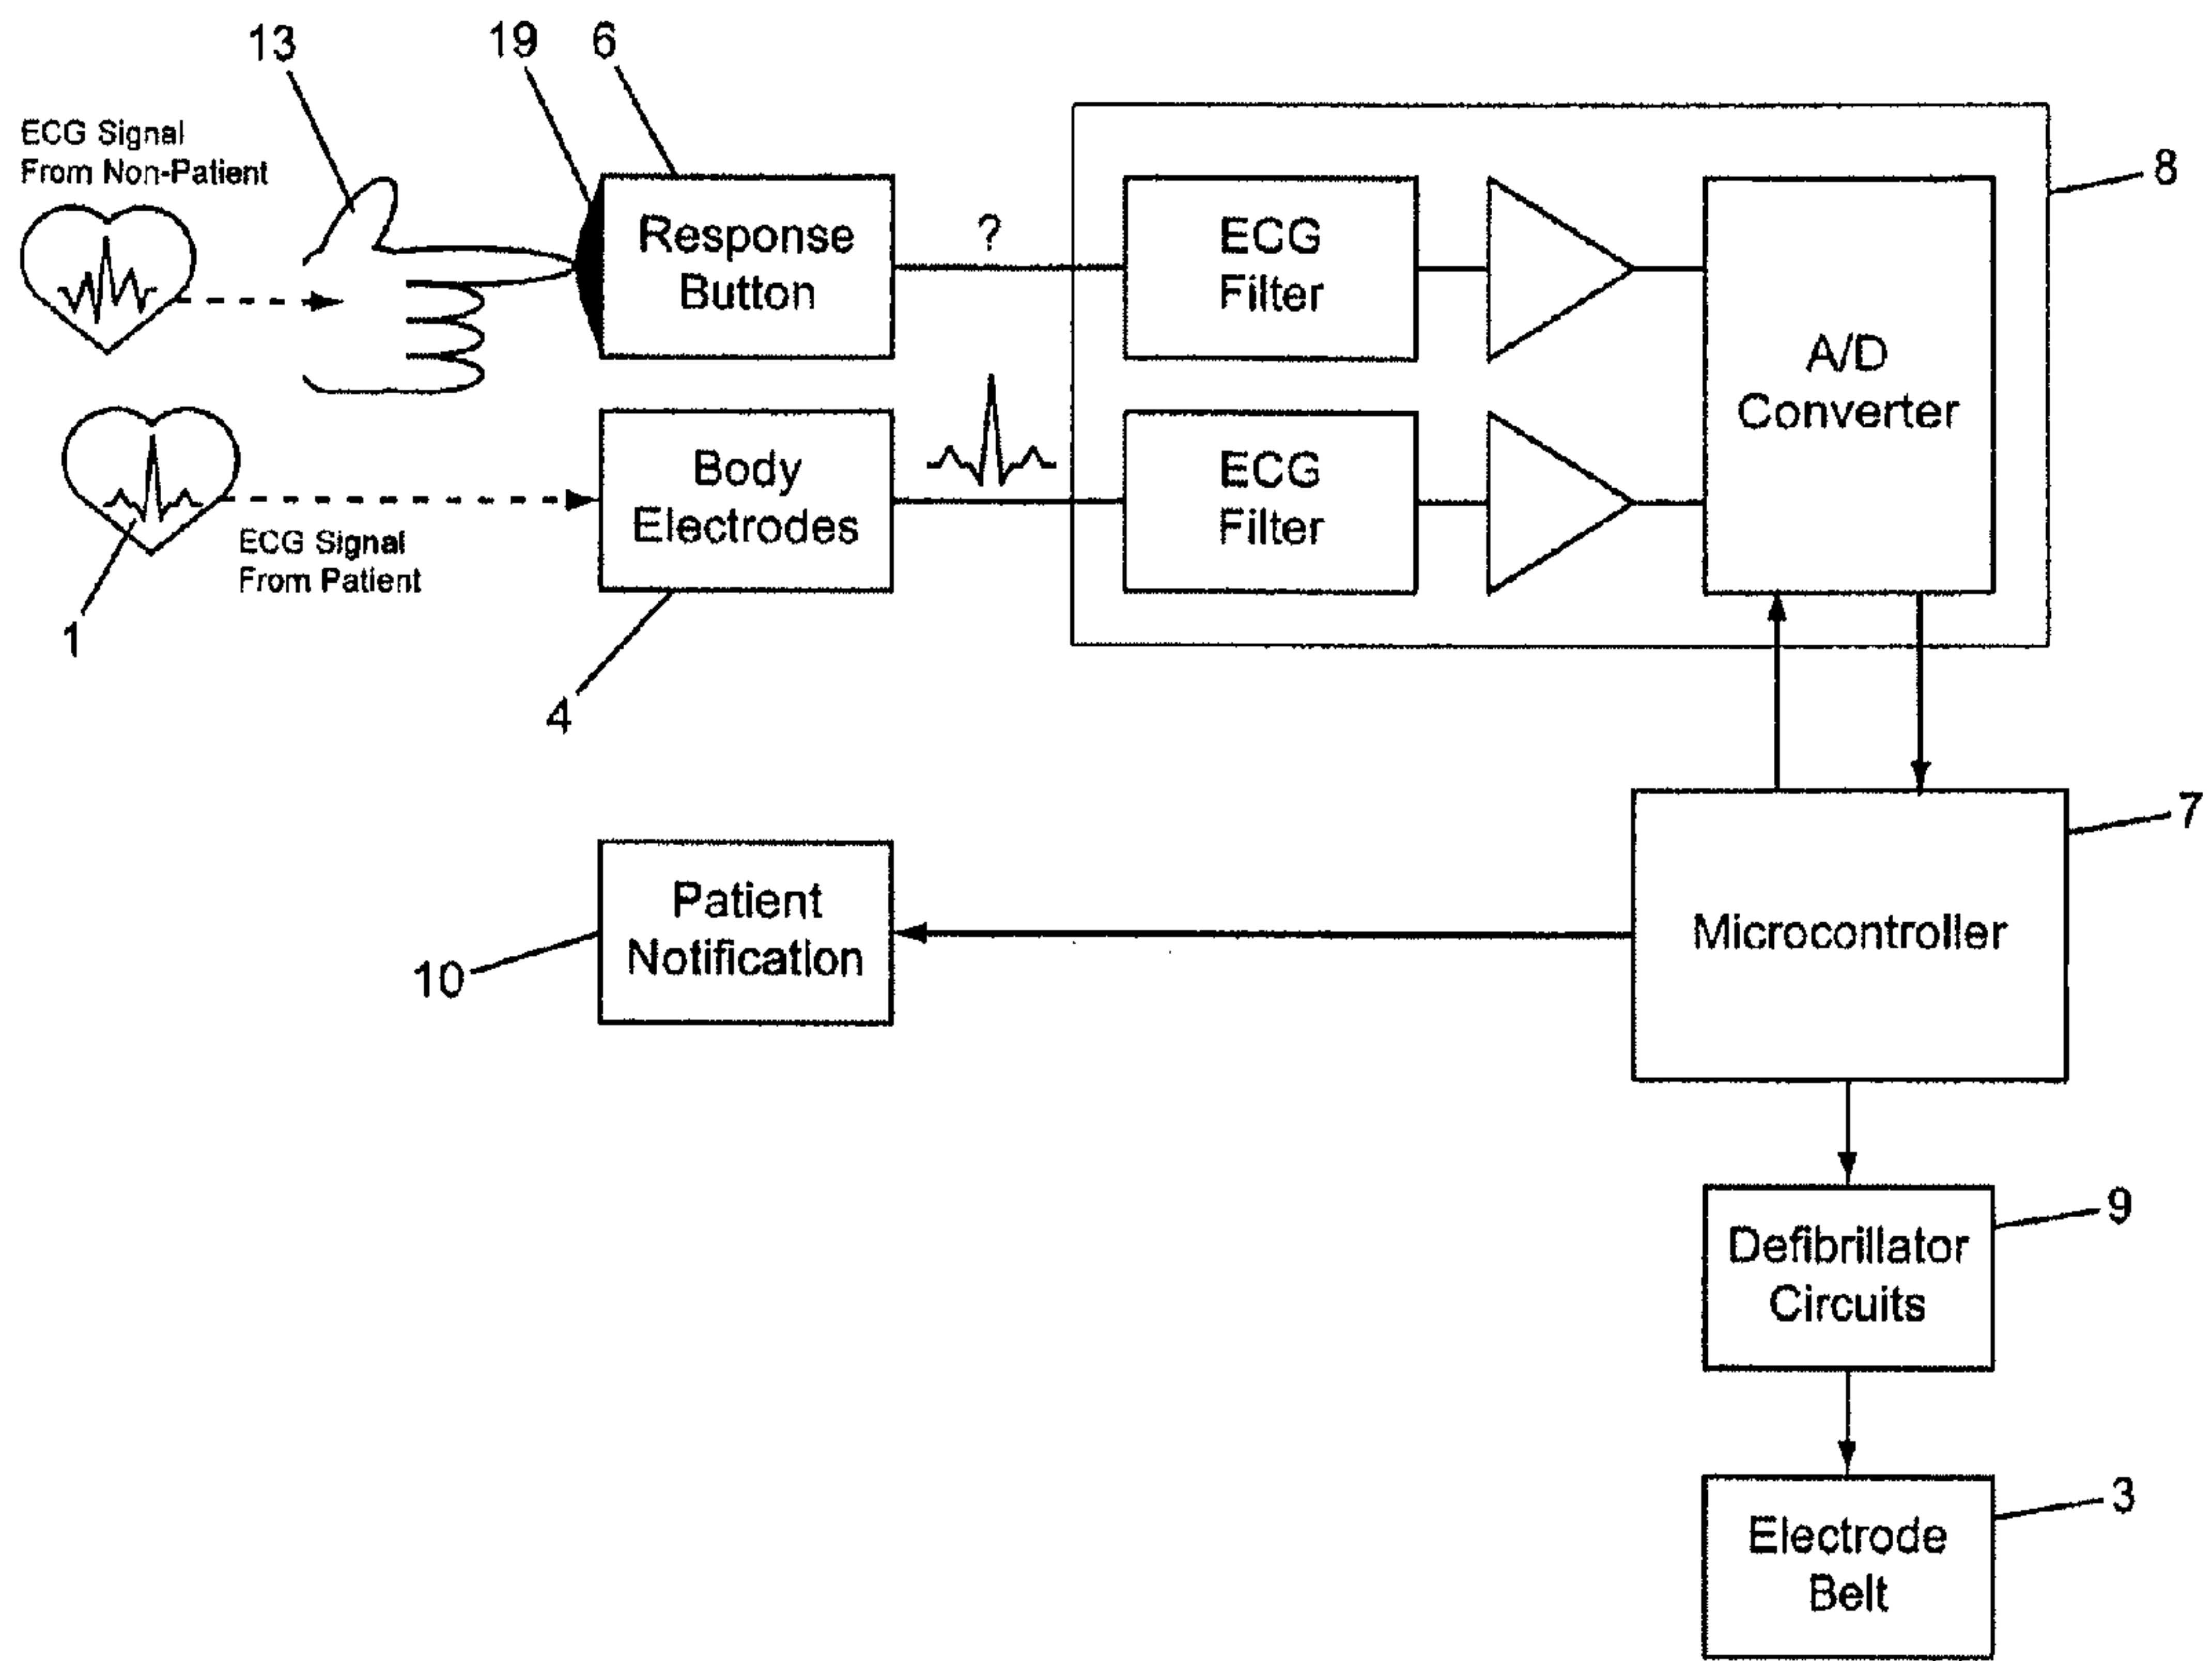 13
19
6
ECG Signal
From Non-Patient
8
Response
Button
?
ECG
Filter
A/D
Converter
Body
Electrodes
ECG
Filter
ECG Signal
From Patient
1
4
7
Patient
Notification
Microcontroller
10
9
Defibrillator
Circuits
3
Electrode
Belt